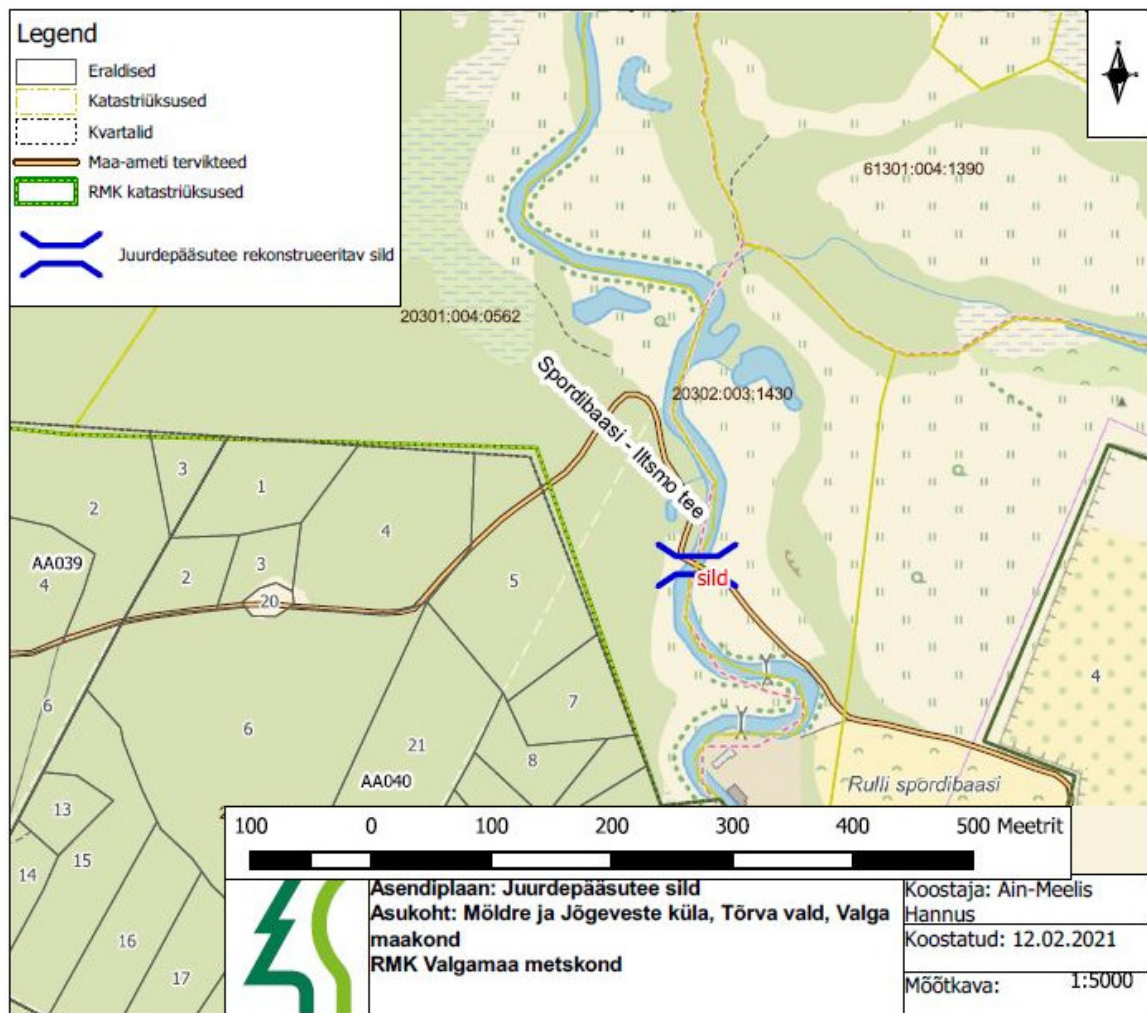 Legend
Eraldised
Katastriüksused
Kvartalid
Maa-ameti tervikteed
RMK katastriüksused
Juurdepääsutee rekonstrueeritav sild
61301:004:1390
20301:004:0562
20302:003:1430
Spordibaasi - Iltsmo tee
sild
3
1
2
4
AA039
4
2
3
5
20
4
6
6
7
21
8
AA040
Rulli spordibaasi
13
14
15
16
17
2
100 0 100 200 300 400 500 Meetrit
Asendiplaan: Juurdepääsutee sild
Asukoht: Möldre ja Jõgeveste küla, Tõrva vald, Valga
maakond
RMK Valgamaa metskond
Koostaja: Ain-Meelis
Hannus
Koostatud: 12.02.2021
Mõõtkava: 1:5000